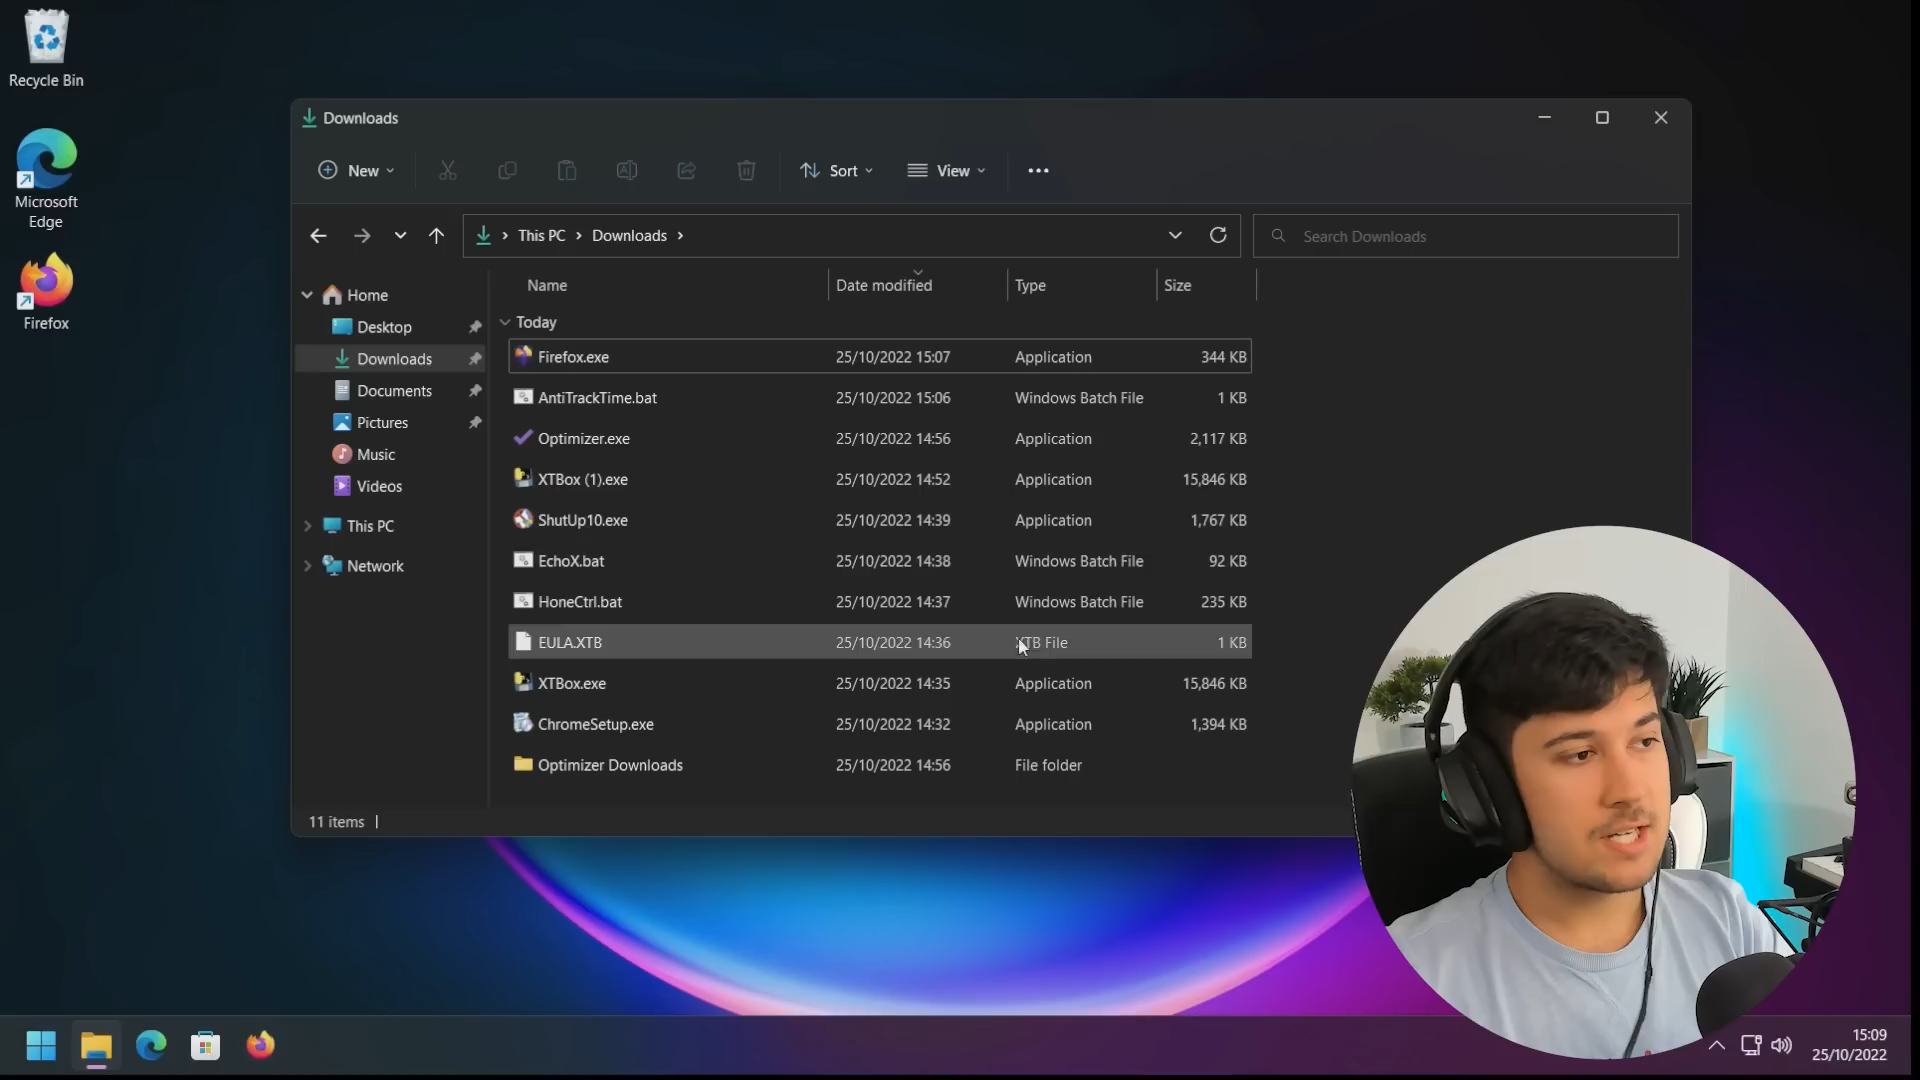 Recycle Bin
Microsoft
Edge
Firefox
Downloads
New
Sort
View
This PC
Downloads
Search Downloads
Home
Desktop
Downloads
Documents
Pictures
Music
Videos
This PC
Network
Name Date modified Type Size
Today
Firefox.exe 25/10/2022 15:07 Application 344 KB
AntiTrackTime.bat 25/10/2022 15:06 Windows Batch File 1 KB
Optimizer.exe 25/10/2022 14:56 Application 2,117 KB
XTBox (1).exe 25/10/2022 14:52 Application 15,846 KB
ShutUp10.exe 25/10/2022 14:39 Application 1,767 KB
EchoX.bat 25/10/2022 14:38 Windows Batch File 92 KB
HoneCtrl.bat 25/10/2022 14:37 Windows Batch File 235 KB
EULA.XTB 25/10/2022 14:36 XTB File 1 KB
XTBox.exe 25/10/2022 14:35 Application 15,846 KB
ChromeSetup.exe 25/10/2022 14:32 Application 1,394 KB
Optimizer Downloads 25/10/2022 14:56 File folder
11 items
15:09
25/10/2022